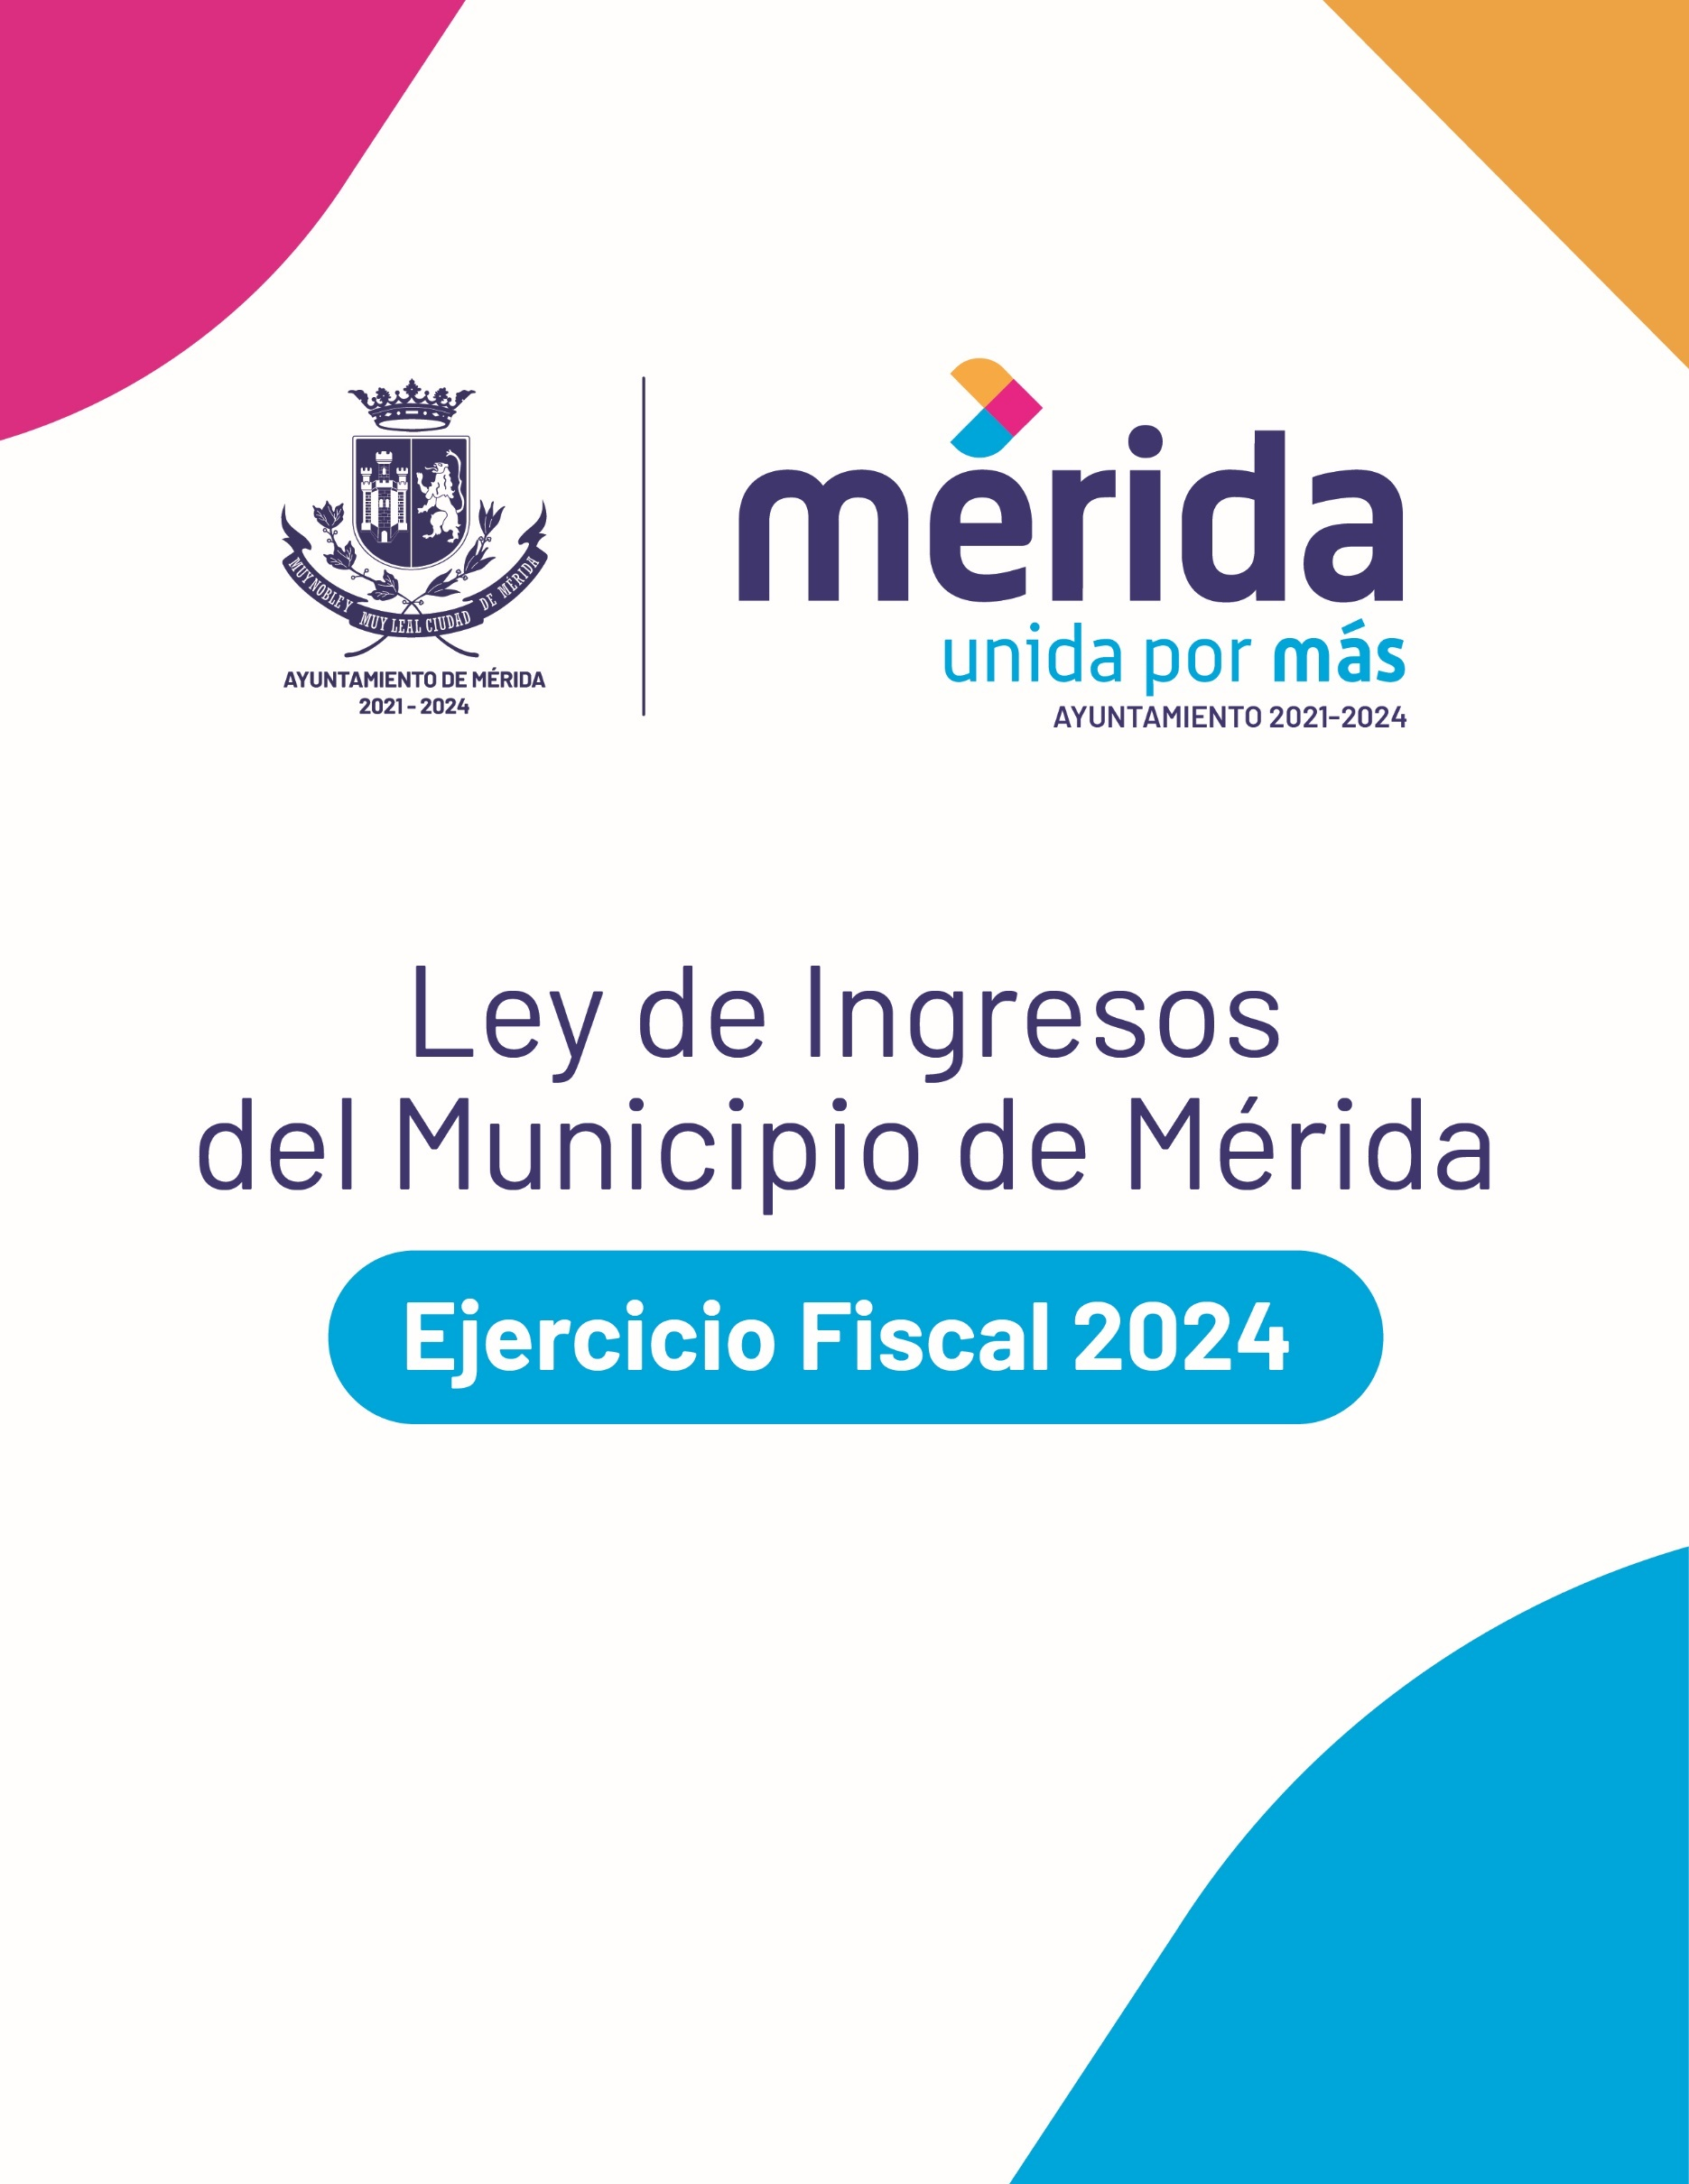 MUY NOBLE Y MUY LEAL CIUDAD DE MÉRIDA
AYUNTAMIENTO DE MÉRIDA
2021 - 2024
mérida
unida por más
AYUNTAMIENTO 2021-2024
Ley de Ingresos
del Municipio de Mérida
Ejercicio Fiscal 2024